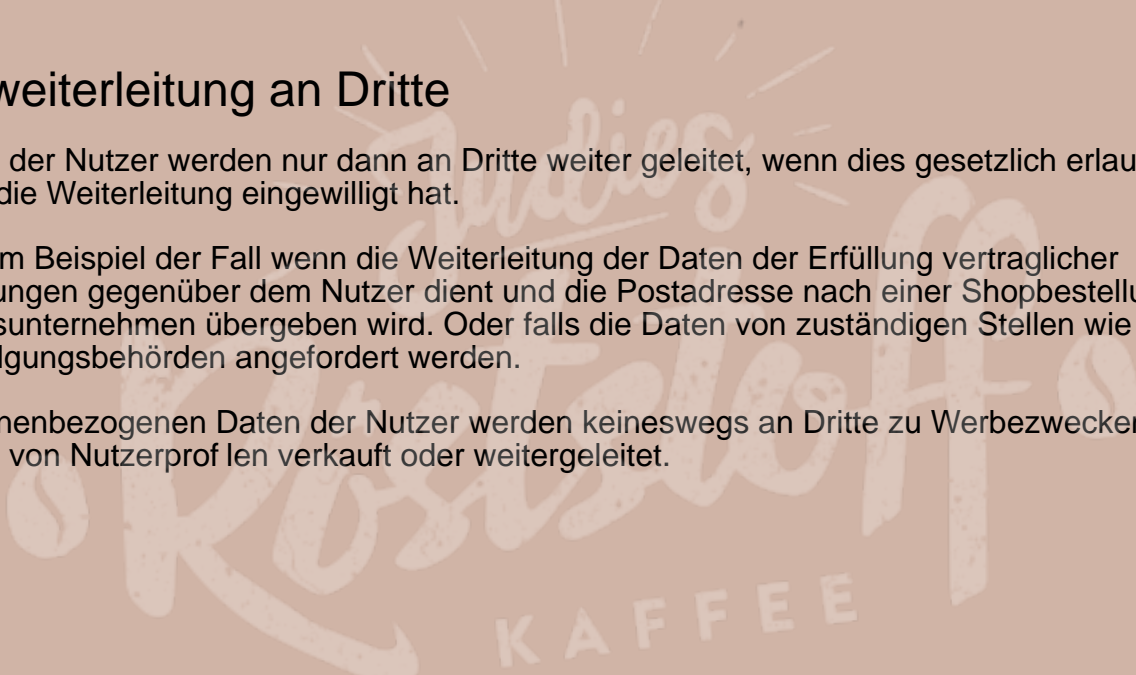 weiterleitung an Dritte
der Nutzer werden nur dann an Dritte weiter geleitet, wenn dies gesetzlich erlau
die Weiterleitung eingewilligt hat.
m Beispiel der Fall wenn die Weiterleitung der Daten der Erfüllung vertraglicher
ungen gegenüber dem Nutzer dient und die Postadresse nach einer Shopbestellu
sunternehmen übergeben wird. Oder falls die Daten von zuständigen Stellen wie
lgungsbehörden angefordert werden.
nenbezogenen Daten der Nutzer werden keineswegs an Dritte zu Werbezwecken
von Nutzerprof len verkauft oder weitergeleitet.
Judies
Röststoff
KAFFEE